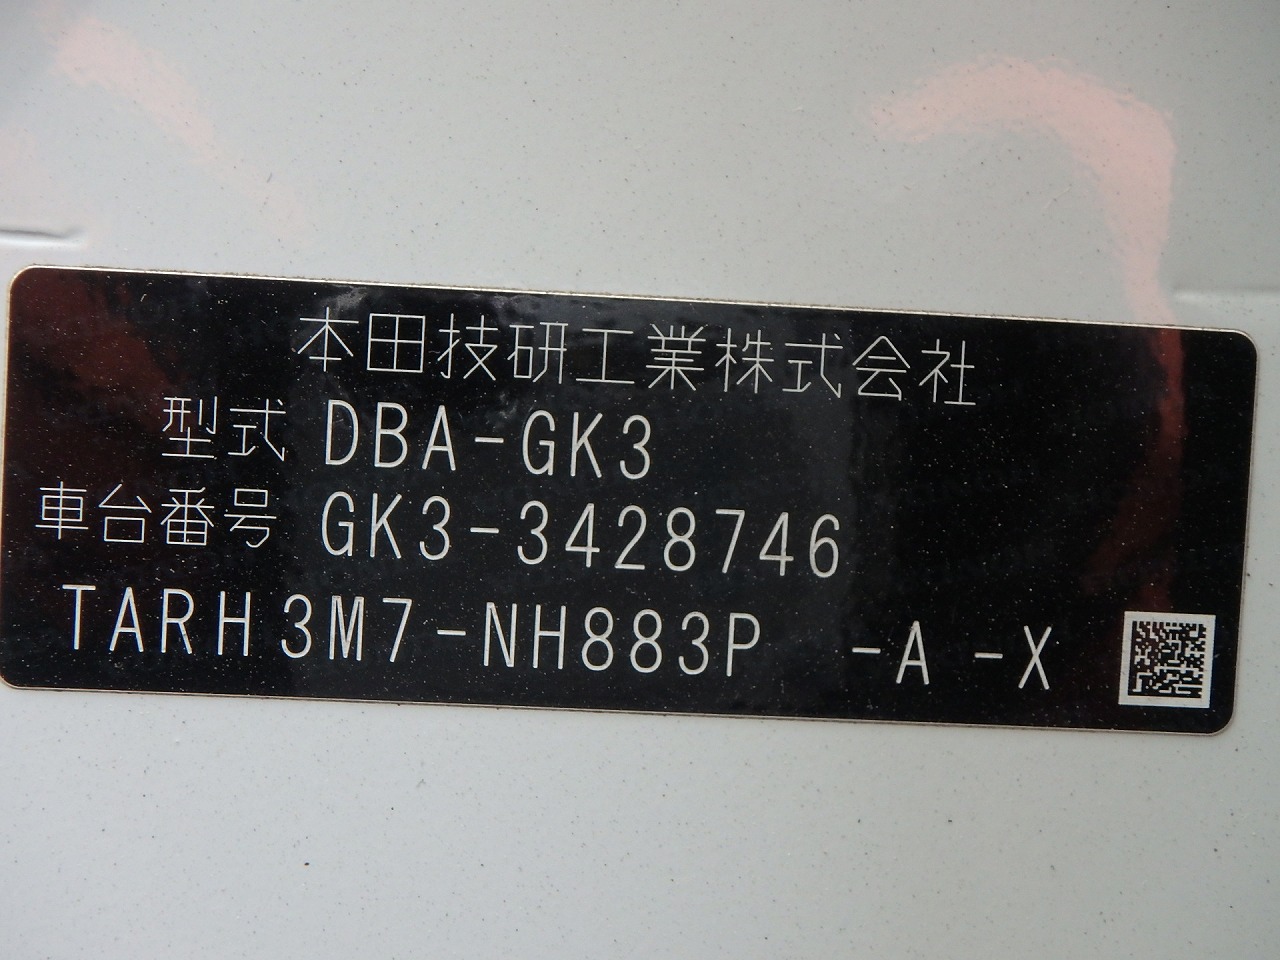 本田技研工業株式会社
型式 DBA-GK3
車台番号 GK3-3428746
TARH3M7-NH883P -A -X